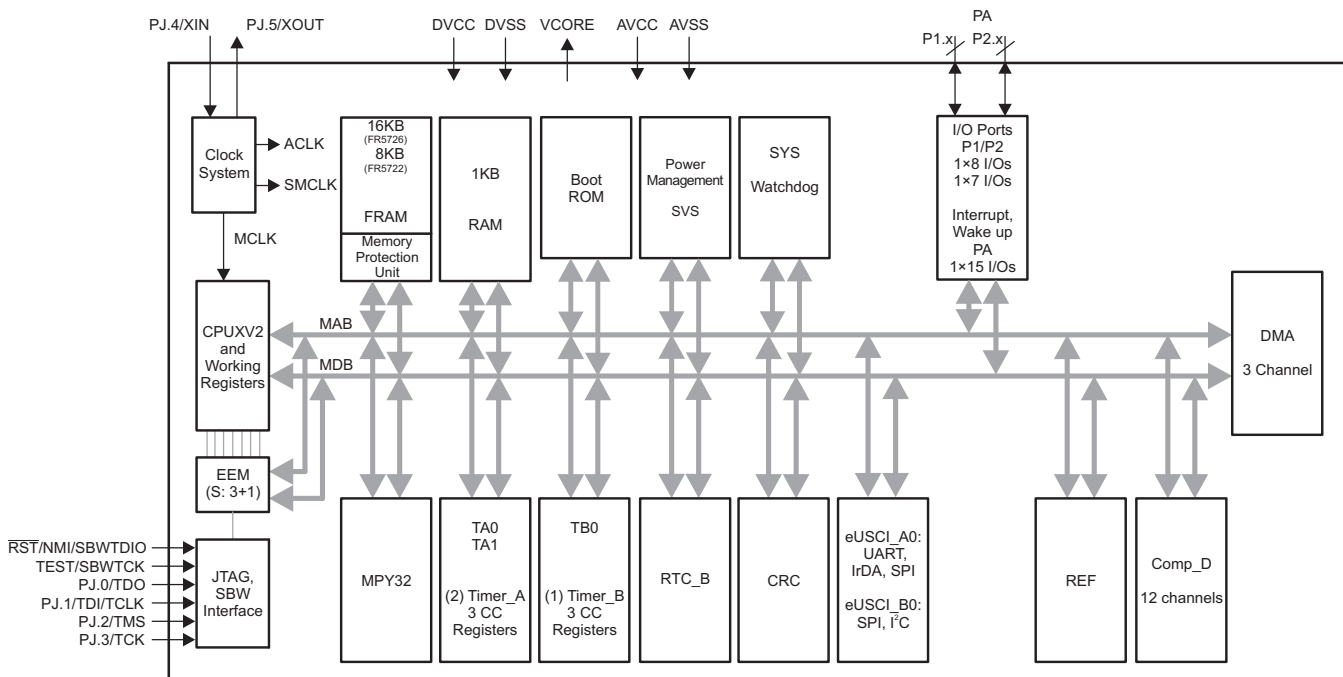 PJ.4/XIN
PJ.5/XOUT
DVCC
DVSS
VCORE
AVCC
AVSS
PA
P1.x
P2.x
Clock
System
ACLK
SMCLK
MCLK
16KB
(FR5726)
8KB
(FR5722)
FRAM
Memory
Protection
Unit
1KB
RAM
Boot
ROM
Power
Management
SVS
SYS
Watchdog
I/O Ports
P1/P2
1×8 I/Os
1×7 I/Os
Interrupt,
Wake up
PA
1×15 I/Os
CPUXV2
and
Working
Registers
MAB
MDB
DMA
3 Channel
EEM
(S: 3+1)
RST/NMI/SBWTDIO
TEST/SBWTCK
PJ.0/TDO
PJ.1/TDI/TCLK
PJ.2/TMS
PJ.3/TCK
JTAG,
SBW
Interface
MPY32
TA0
TA1
(2) Timer_A
3 CC
Registers
TB0
(1) Timer_B
3 CC
Registers
RTC_B
CRC
eUSCI_A0:
UART,
IrDA, SPI
eUSCI_B0:
SPI, I²C
REF
Comp_D
12 channels